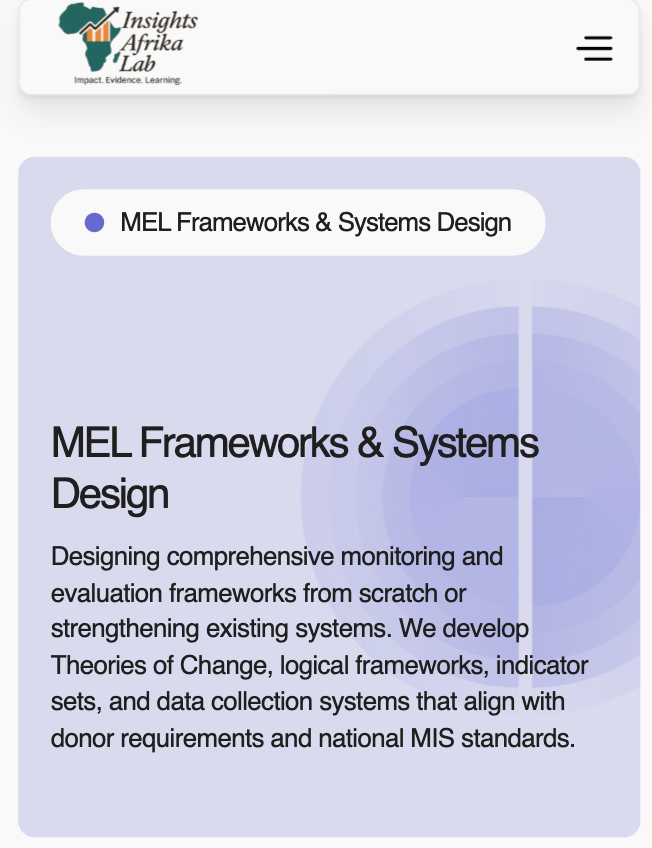 Insights
Afrika
Lab
Impact. Evidence. Learning.
MEL Frameworks & Systems Design
MEL Frameworks & Systems
Design
Designing comprehensive monitoring and
evaluation frameworks from scratch or
strengthening existing systems. We develop
Theories of Change, logical frameworks, indicator
sets, and data collection systems that align with
donor requirements and national MIS standards.